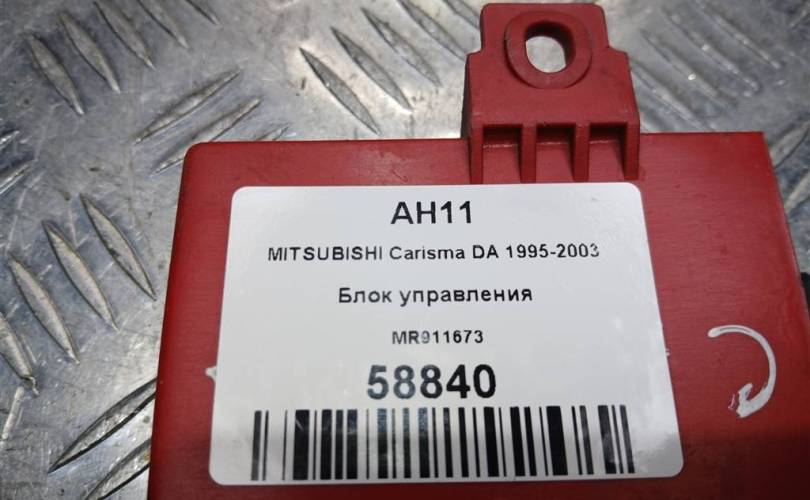 AH11
MITSUBISHI Carisma DA 1995-2003
Блок управления
MR911673
58840